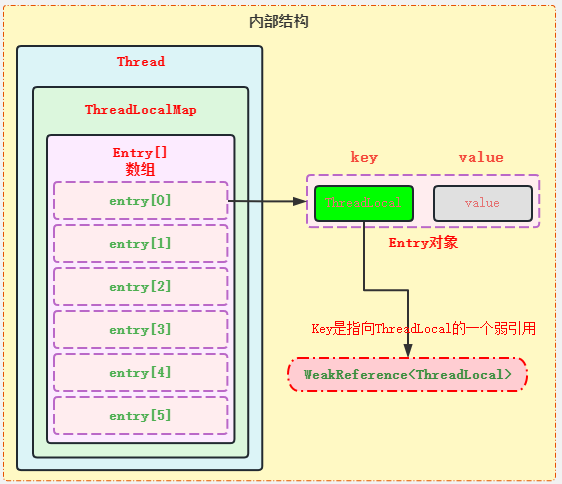 内部结构
Thread
ThreadLocalMap
Entry[]
数组
entry[0]
entry[1]
entry[2]
entry[3]
entry[4]
entry[5]
key
value
ThreadLocal
value
Entry对象
Key是指向ThreadLocal的一个弱引用
WeakReference<ThreadLocal>